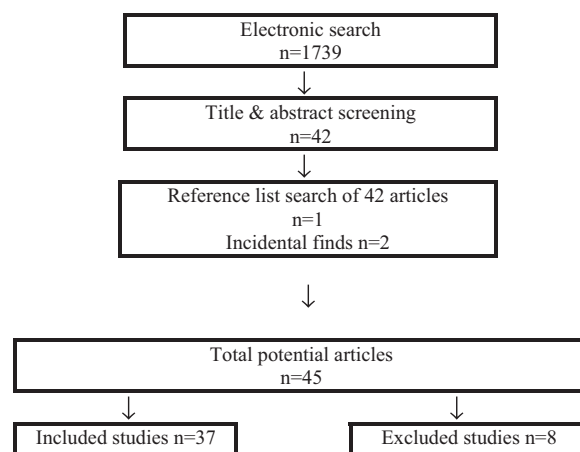 Electronic search
n=1739
Title & abstract screening
n=42
Reference list search of 42 articles
n=1
Incidental finds n=2
Total potential articles
n=45
Included studies n=37
Excluded studies n=8